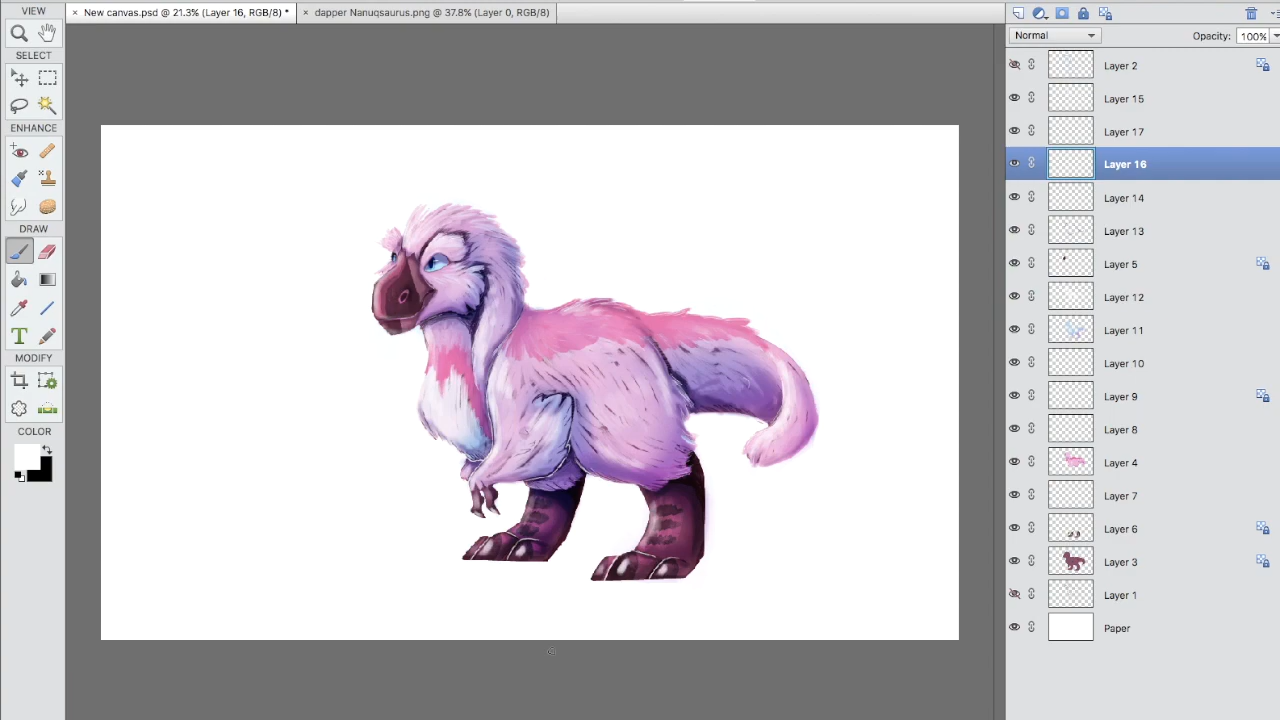 VIEW
SELECT
ENHANCE
DRAW
T
MODIFY
COLOR
× New canvas.psd @ 21.3% (Layer 16, RGB/8) *
× dapper Nanuqsaurus.png @ 37.8% (Layer 0, RGB/8)
Normal Opacity: 100%
Layer 2
Layer 15
Layer 17
Layer 16
Layer 14
Layer 13
Layer 5
Layer 12
Layer 11
Layer 10
Layer 9
Layer 8
Layer 4
Layer 7
Layer 6
Layer 3
Layer 1
Paper